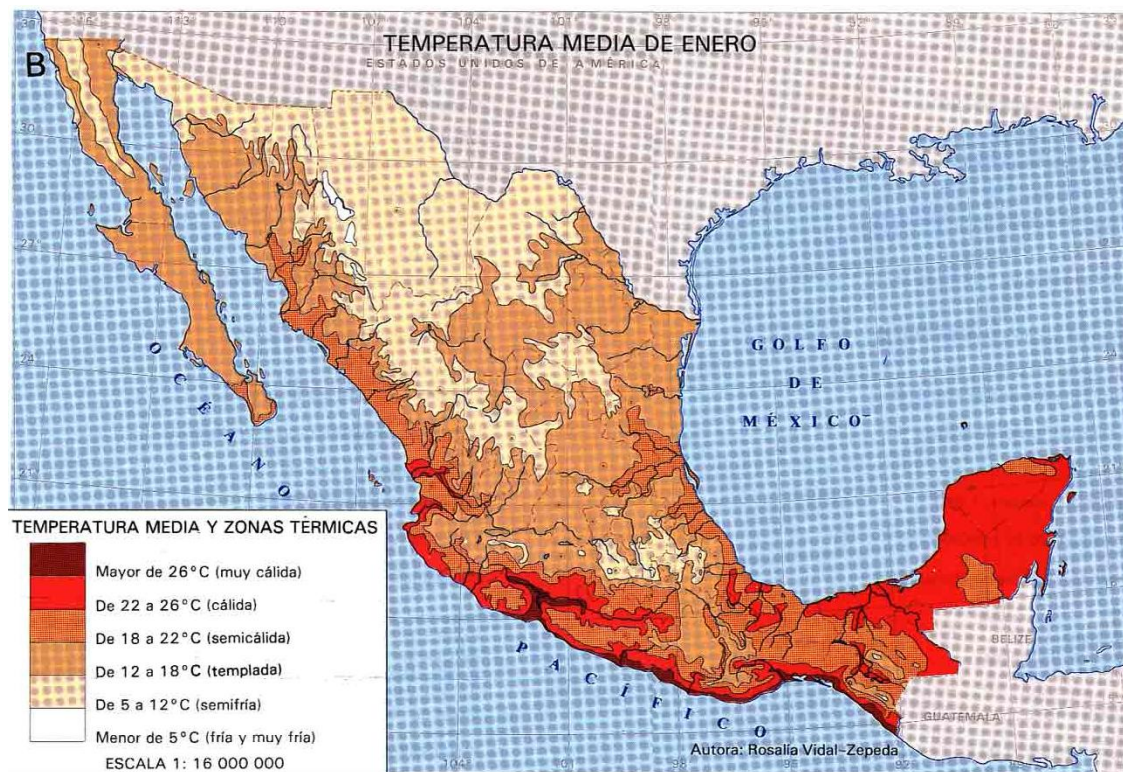 TEMPERATURA MEDIA DE ENERO
ESTADOS UNIDOS DE AMÉRICA
B
GOLFO
DE
MÉXICO
OCÉANO
PACÍFICO
BELIZE
GUATEMALA
TEMPERATURA MEDIA Y ZONAS TÉRMICAS
Mayor de 26°C (muy cálida)
De 22 a 26°C (cálida)
De 18 a 22°C (semicálida)
De 12 a 18°C (templada)
De 5 a 12°C (semifría)
Menor de 5°C (fría y muy fría)
ESCALA 1: 16 000 000
Autora: Rosalía Vidal-Zepeda